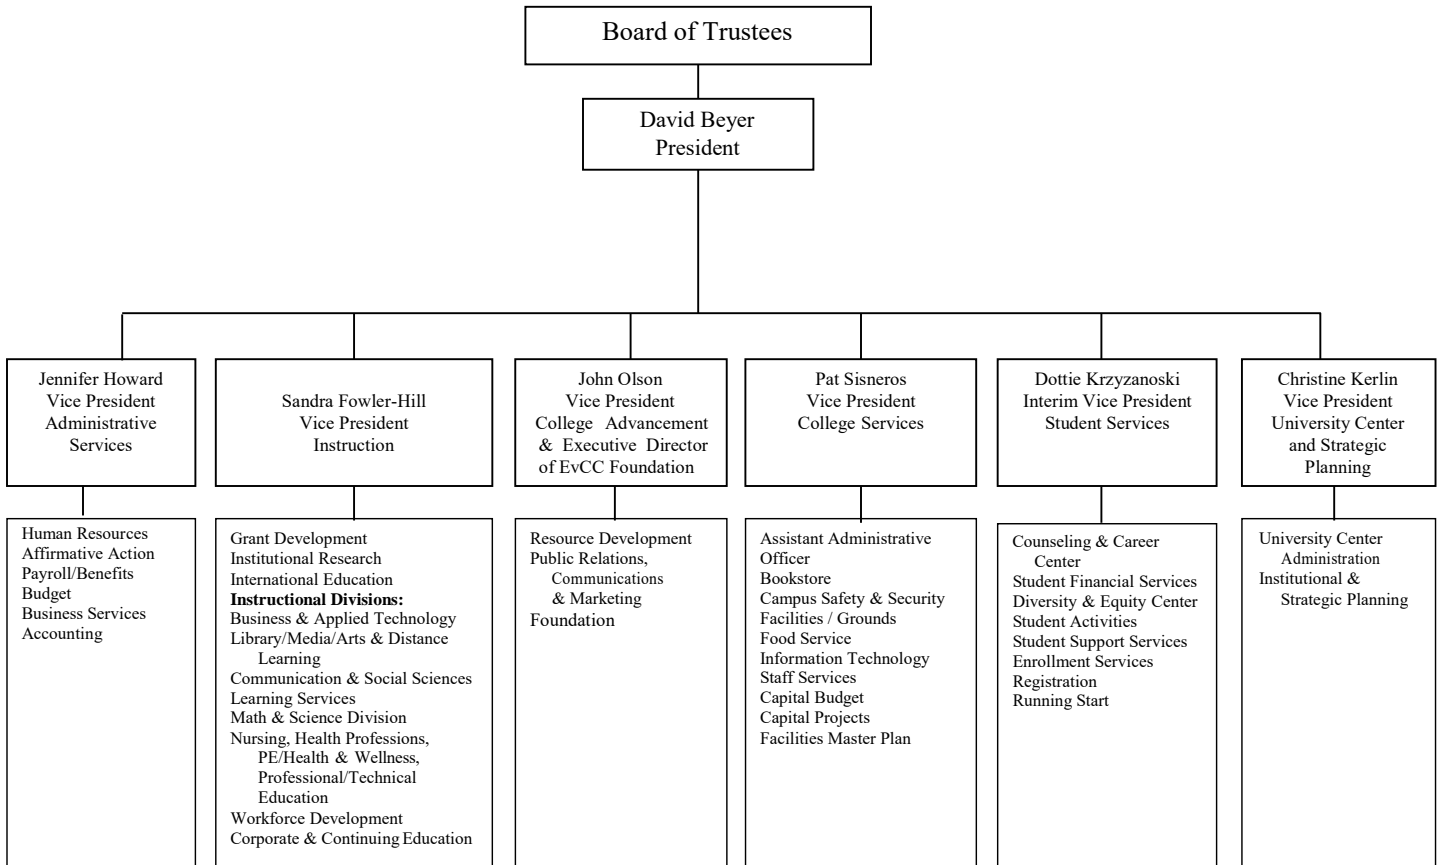 Board of Trustees
David Beyer
President
Jennifer Howard
Vice President
Administrative
Services
Sandra Fowler-Hill
Vice President
Instruction
John Olson
Vice President
College Advancement
& Executive Director
of EvCC Foundation
Pat Sisneros
Vice President
College Services
Dottie Krzyzanoski
Interim Vice President
Student Services
Christine Kerlin
Vice President
University Center
and Strategic
Planning
Human Resources
Affirmative Action
Payroll/Benefits
Budget
Business Services
Accounting
Grant Development
Institutional Research
International Education
Instructional Divisions:
Business & Applied Technology
Library/Media/Arts & Distance
Learning
Communication & Social Sciences
Learning Services
Math & Science Division
Nursing, Health Professions,
PE/Health & Wellness,
Professional/Technical
Education
Workforce Development
Corporate & Continuing Education
Resource Development
Public Relations,
Communications
& Marketing
Foundation
Assistant Administrative
Officer
Bookstore
Campus Safety & Security
Facilities / Grounds
Food Service
Information Technology
Staff Services
Capital Budget
Capital Projects
Facilities Master Plan
Counseling & Career
Center
Student Financial Services
Diversity & Equity Center
Student Activities
Student Support Services
Enrollment Services
Registration
Running Start
University Center
Administration
Institutional &
Strategic Planning